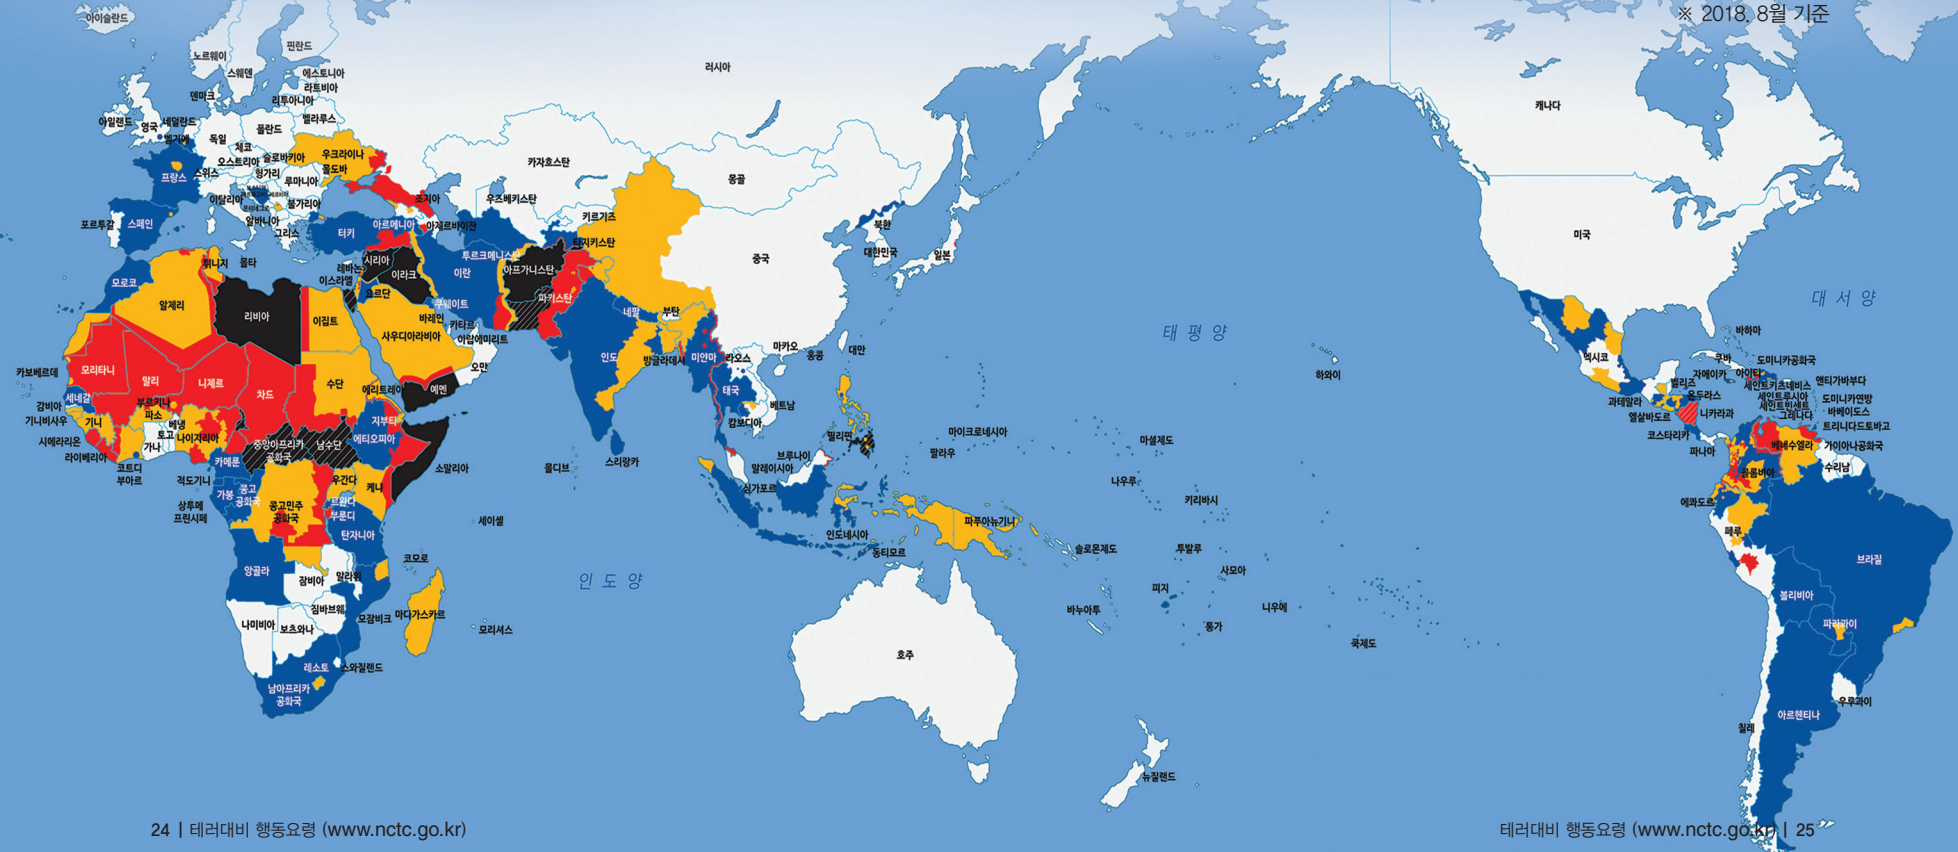 ※ 2018. 8월 기준
아이슬란드
노르웨이
핀란드
스웨덴
에스토니아
라트비아
리투아니아
덴마크
벨라루스
아일랜드
영국
네덜란드
벨기에
독일
폴란드
체코
오스트리아
슬로바키아
우크라이나
몰도바
헝가리
루마니아
프랑스
스위스
이탈리아
불가리아
알바니아
그리스
포르투갈
스페인
터키
조지아
아르메니아
아제르바이잔
러시아
카자흐스탄
우즈베키스탄
키르기즈
타지키스탄
투르크메니스탄
몽골
중국
북한
대한민국
일본
캐나다
미국
대 서 양
태 평 양
인 도 양
모로코
알제리
튀니지
몰타
리비아
이집트
레바논
이스라엘
시리아
이라크
요르단
이란
쿠웨이트
바레인
카타르
아랍에미리트
사우디아라비아
오만
예멘
아프가니스탄
파키스탄
인도
네팔
부탄
방글라데시
미얀마
라오스
태국
베트남
캄보디아
마카오
홍콩
대만
필리핀
브루나이
말레이시아
싱가포르
인도네시아
동티모르
스리랑카
몰디브
카보베르데
모리타니
말리
니제르
차드
수단
에리트레아
지부티
에티오피아
소말리아
세네갈
감비아
기니비사우
기니
시에라리온
라이베리아
부르키나
파소
코트디
부아르
가나
토고
베냉
나이지리아
카메룬
중앙아프리카
공화국
남수단
적도기니
상투메
프린시페
가봉
콩고
공화국
콩고민주
공화국
우간다
케냐
르완다
부룬디
탄자니아
세이셸
코모로
앙골라
잠비아
말라위
모잠비크
마다가스카르
모리셔스
짐바브웨
나미비아
보츠와나
레소토
스와질랜드
남아프리카
공화국
마이크로네시아
팔라우
마셜제도
나우루
키리바시
파푸아뉴기니
솔로몬제도
투발루
사모아
피지
바누아투
니우에
통가
쿡제도
하와이
호주
뉴질랜드
멕시코
바하마
쿠바
도미니카공화국
자메이카
아이티
벨리즈
온두라스
과테말라
엘살바도르
니카라과
코스타리카
파나마
세인트키츠네비스
앤티가바부다
세인트루시아
도미니카연방
세인트빈센트
바베이도스
그레나다
트리니다드토바고
베네수엘라
가이아나공화국
수리남
콜롬비아
에콰도르
페루
브라질
볼리비아
파라과이
우루과이
아르헨티나
칠레
24 | 테러대비 행동요령 (www.nctc.go.kr)
테러대비 행동요령 (www.nctc.go.kr) | 25